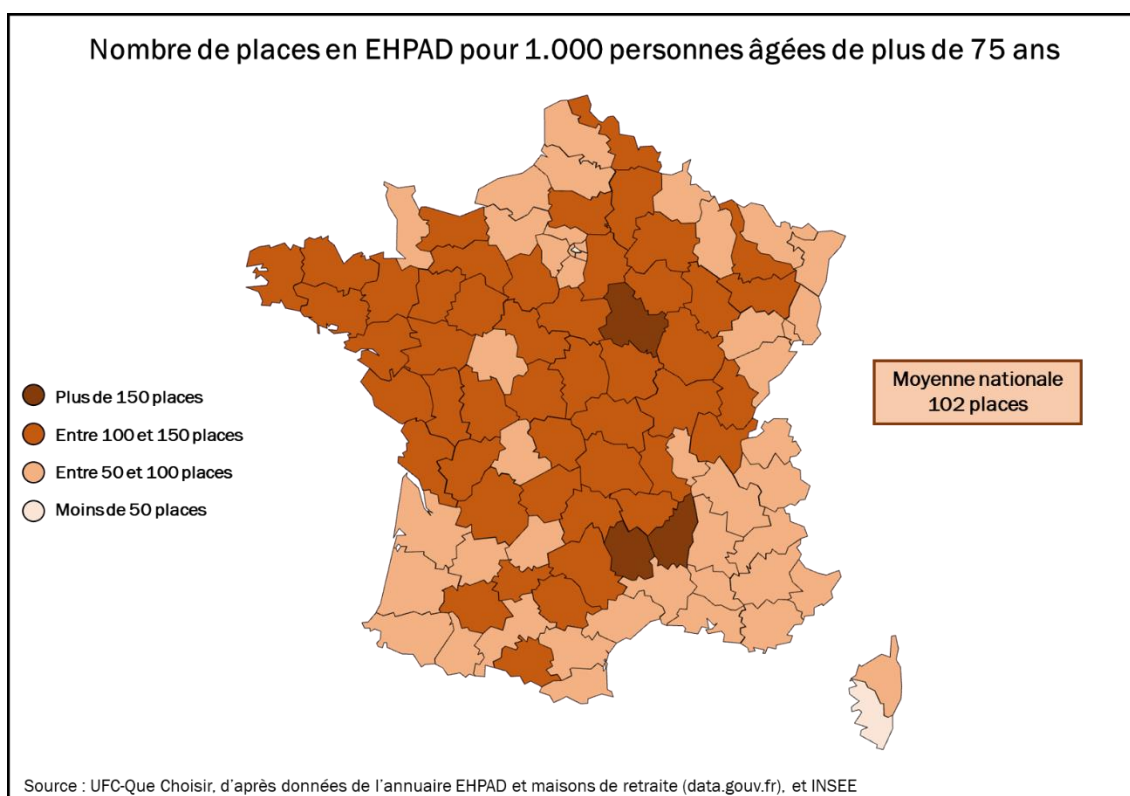 Nombre de places en EHPAD pour 1.000 personnes âgées de plus de 75 ans
Plus de 150 places
Entre 100 et 150 places
Entre 50 et 100 places
Moins de 50 places
Moyenne nationale
102 places
Source : UFC-Que Choisir, d'après données de l'annuaire EHPAD et maisons de retraite (data.gouv.fr), et INSEE